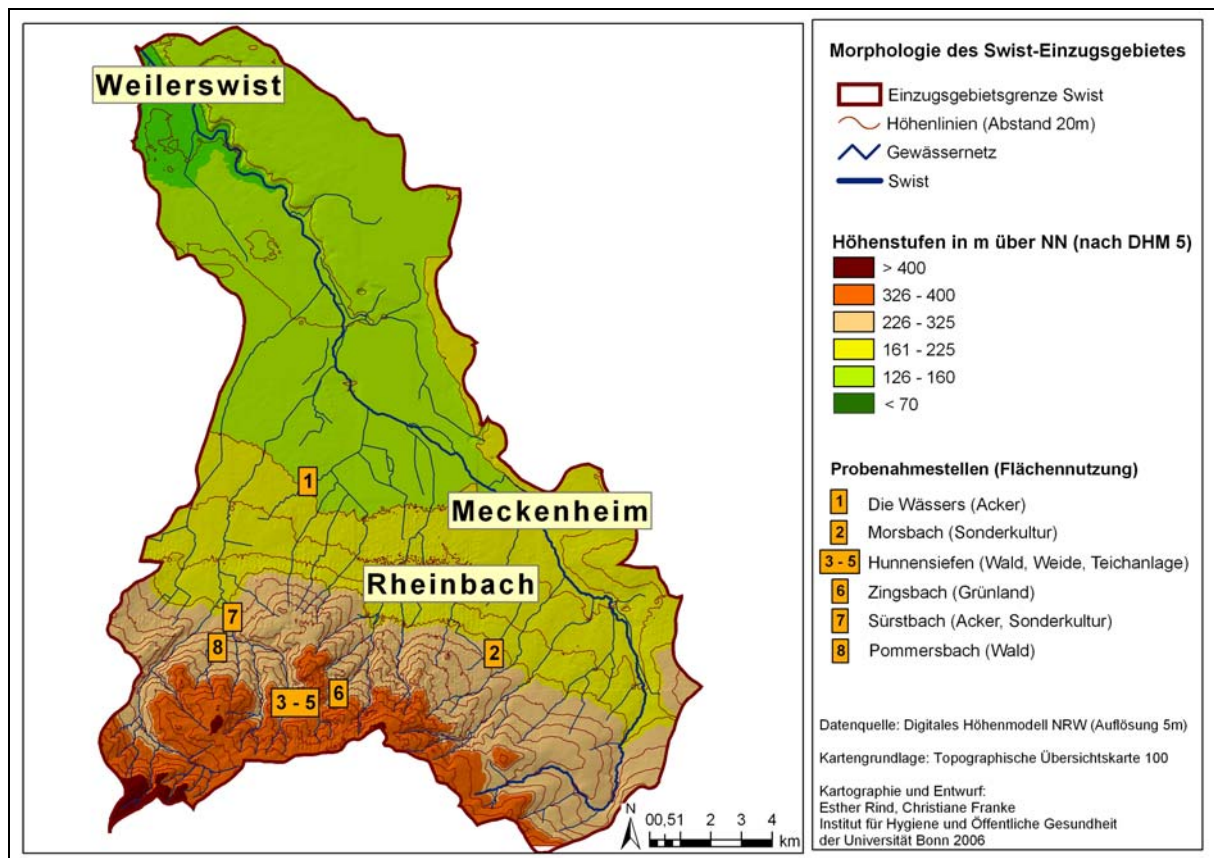 Weilerswist
Meckenheim
Rheinbach
1
2
3 - 5
6
7
8
N
00,51 2 3 4
km
Morphologie des Swist-Einzugsgebietes
Einzugsgebietsgrenze Swist
Höhenlinien (Abstand 20m)
Gewässernetz
Swist
Höhenstufen in m über NN (nach DHM 5)
> 400
326 - 400
226 - 325
161 - 225
126 - 160
< 70
Probenahmestellen (Flächennutzung)
1 Die Wässers (Acker)
2 Morsbach (Sonderkultur)
3 - 5 Hunnensiefen (Wald, Weide, Teichanlage)
6 Zingsbach (Grünland)
7 Sürstbach (Acker, Sonderkultur)
8 Pommersbach (Wald)
Datenquelle: Digitales Höhenmodell NRW (Auflösung 5m)
Kartengrundlage: Topographische Übersichtskarte 100
Kartographie und Entwurf:
Esther Rind, Christiane Franke
Institut für Hygiene und Öffentliche Gesundheit
der Universität Bonn 2006